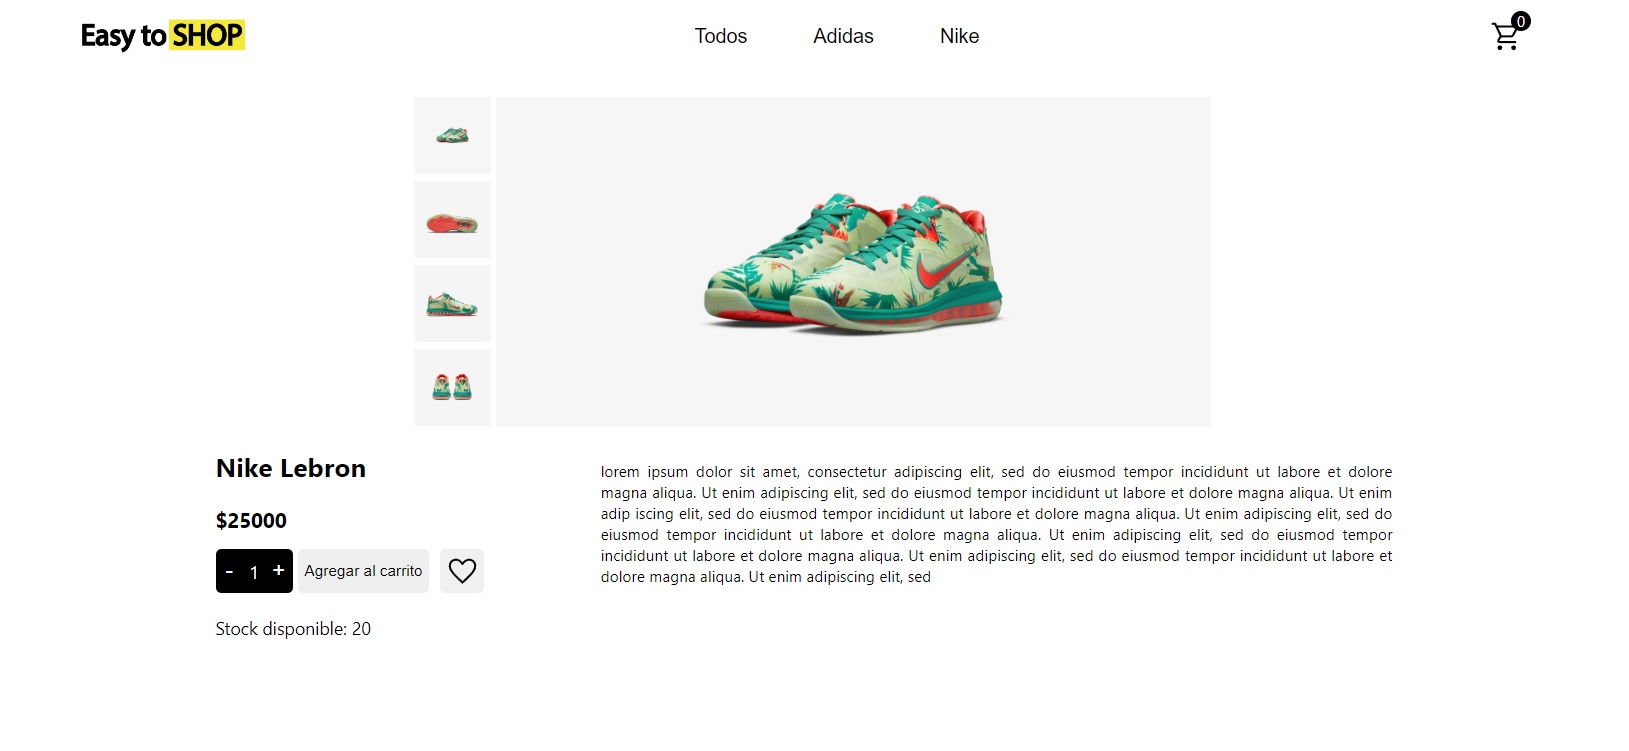 Easy to SHOP
Todos Adidas Nike
0
Nike Lebron
$25000
- 1 + Agregar al carrito
Stock disponible: 20
lorem ipsum dolor sit amet, consectetur adipiscing elit, sed do eiusmod tempor incididunt ut labore et dolore
magna aliqua. Ut enim adipiscing elit, sed do eiusmod tempor incididunt ut labore et dolore magna aliqua. Ut enim
adip iscing elit, sed do eiusmod tempor incididunt ut labore et dolore magna aliqua. Ut enim adipiscing elit, sed do
eiusmod tempor incididunt ut labore et dolore magna aliqua. Ut enim adipiscing elit, sed do eiusmod tempor
incididunt ut labore et dolore magna aliqua. Ut enim adipiscing elit, sed do eiusmod tempor incididunt ut labore et
dolore magna aliqua. Ut enim adipiscing elit, sed